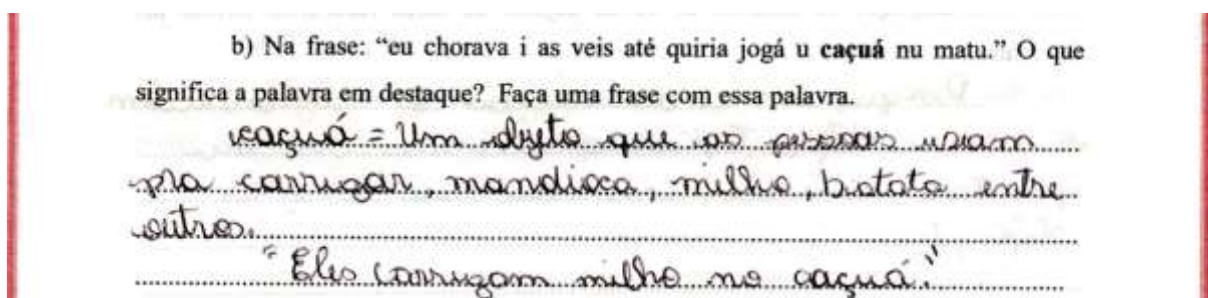 b) Na frase: “eu chorava i as veis até quiria jogá u caçuá nu matu.” O que
significa a palavra em destaque? Faça uma frase com essa palavra.
caçuá = Um objeto que as pessoas usam
pra carregar, mandioca, milho, batata entre
outros.
"Eles carregam milho no caçuá."